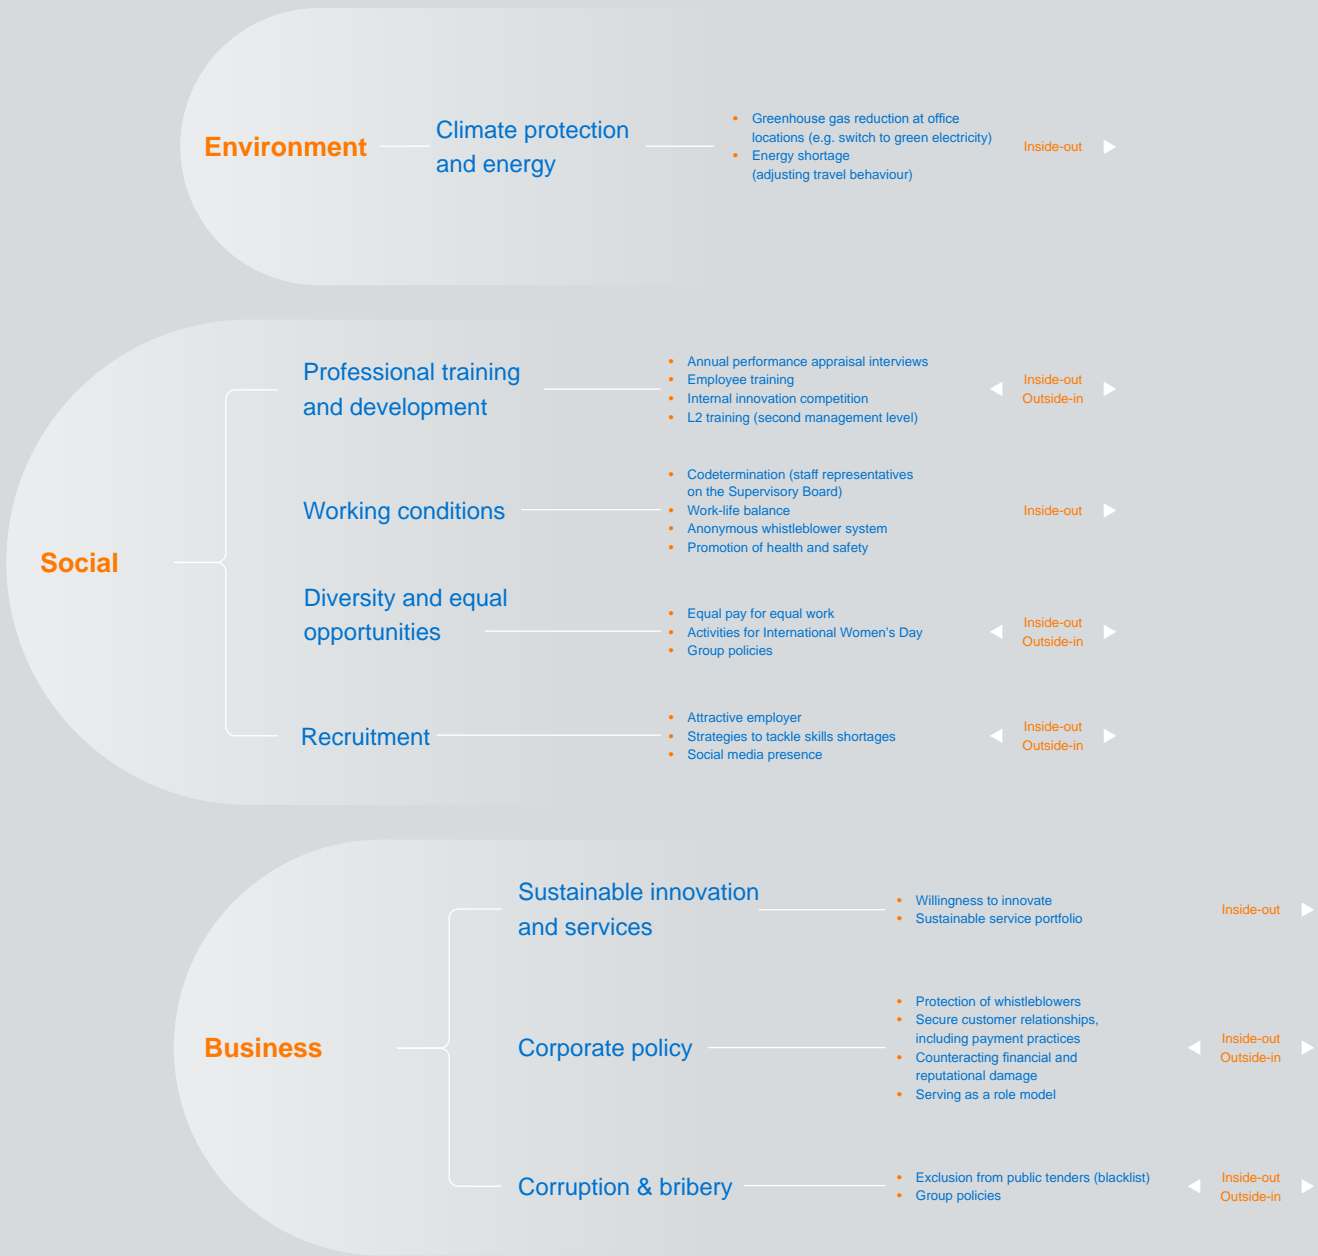 Environment
Climate protection
and energy
• Greenhouse gas reduction at office
locations (e.g. switch to green electricity)
• Energy shortage
(adjusting travel behaviour)
Inside-out
Social
Professional training
and development
• Annual performance appraisal interviews
• Employee training
• Internal innovation competition
• L2 training (second management level)
Inside-out
Outside-in
Working conditions
• Codetermination (staff representatives
on the Supervisory Board)
• Work-life balance
• Anonymous whistleblower system
• Promotion of health and safety
Inside-out
Diversity and equal
opportunities
• Equal pay for equal work
• Activities for International Women's Day
• Group policies
Inside-out
Outside-in
Recruitment
• Attractive employer
• Strategies to tackle skills shortages
• Social media presence
Inside-out
Outside-in
Business
Sustainable innovation
and services
• Willingness to innovate
• Sustainable service portfolio
Inside-out
Corporate policy
• Protection of whistleblowers
• Secure customer relationships,
including payment practices
• Counteracting financial and
reputational damage
• Serving as a role model
Inside-out
Outside-in
Corruption & bribery
• Exclusion from public tenders (blacklist)
• Group policies
Inside-out
Outside-in